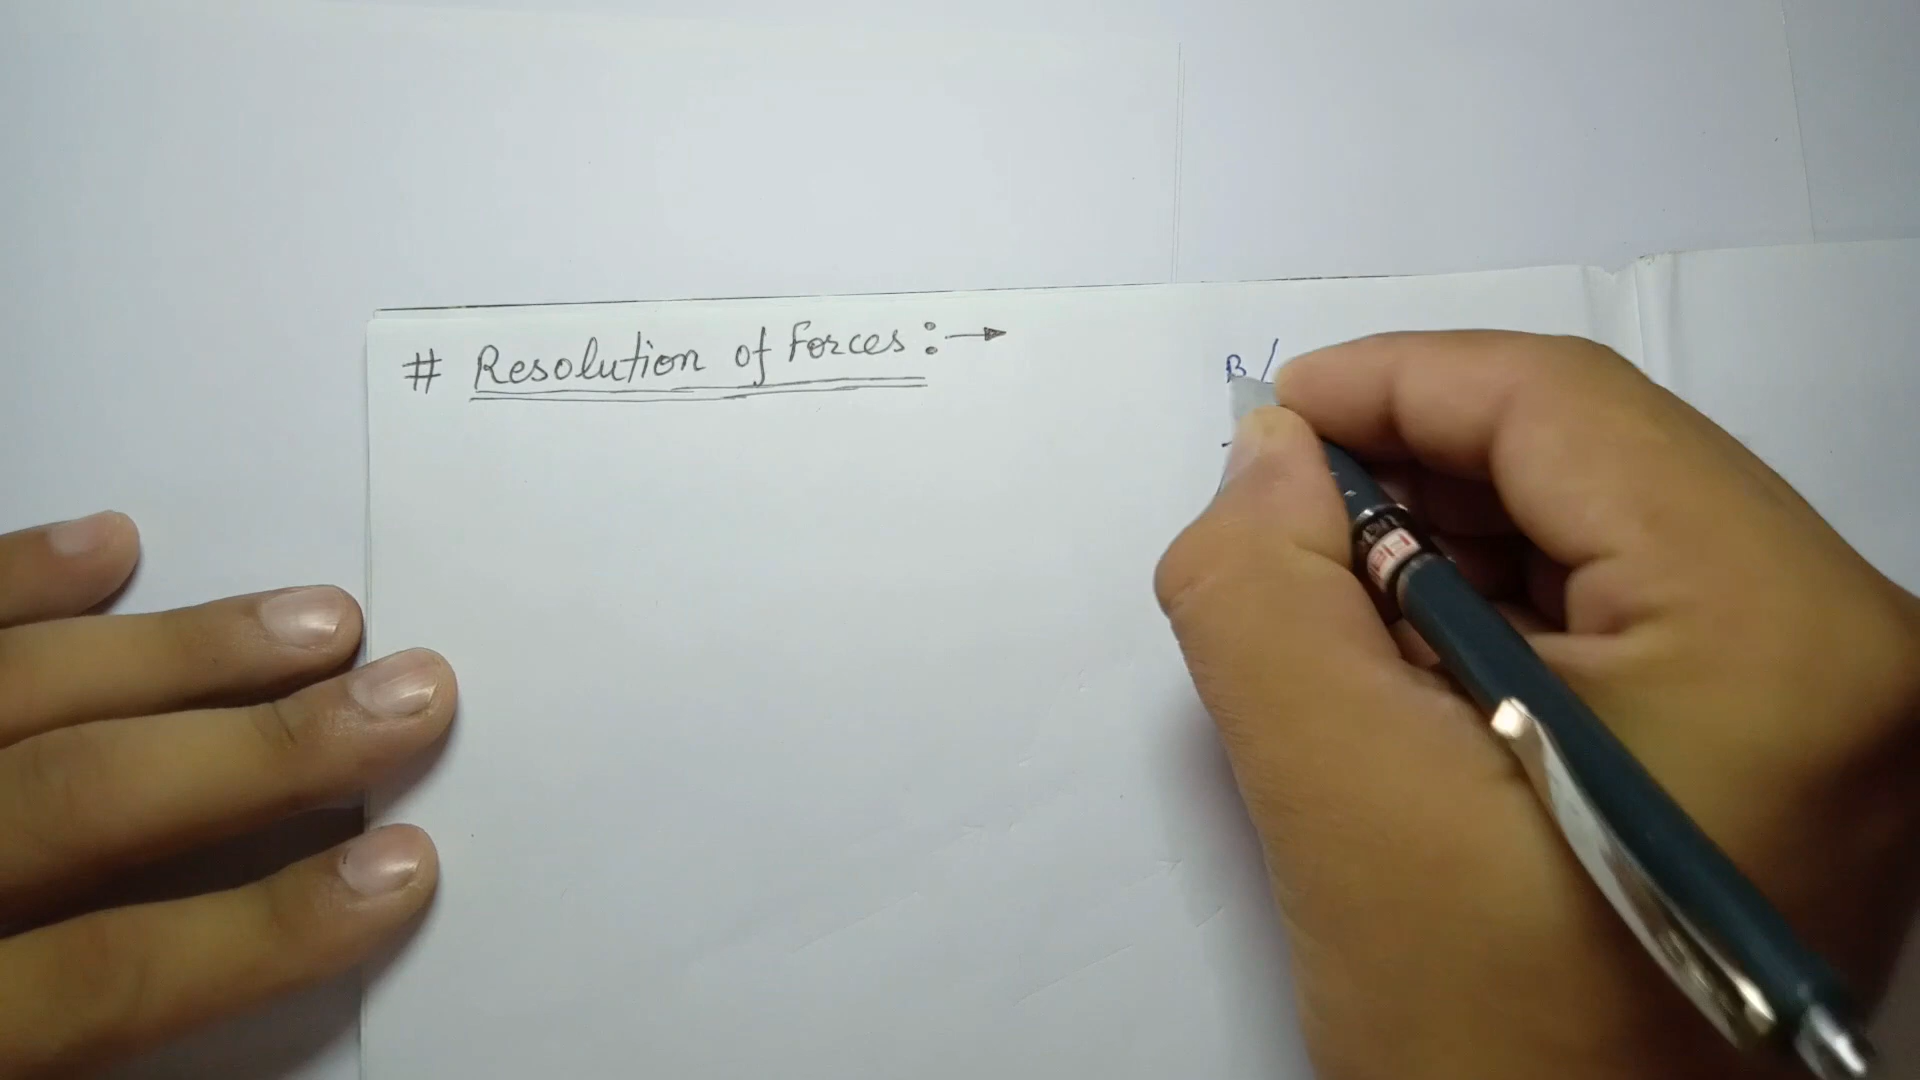 # Resolution of Forces :→
B /